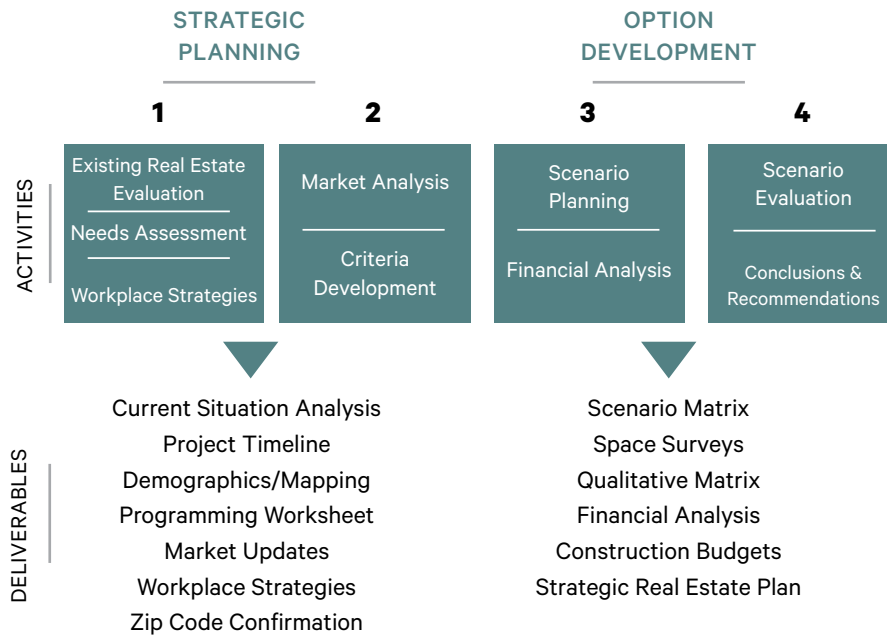 STRATEGIC
PLANNING
OPTION
DEVELOPMENT
1
2
3
4
ACTIVITIES
Existing Real Estate
Evaluation
Needs Assessment
Workplace Strategies
Market Analysis
Criteria
Development
Scenario
Planning
Financial Analysis
Scenario
Evaluation
Conclusions &
Recommendations
DELIVERABLES
Current Situation Analysis
Project Timeline
Demographics/Mapping
Programming Worksheet
Market Updates
Workplace Strategies
Zip Code Confirmation
Scenario Matrix
Space Surveys
Qualitative Matrix
Financial Analysis
Construction Budgets
Strategic Real Estate Plan